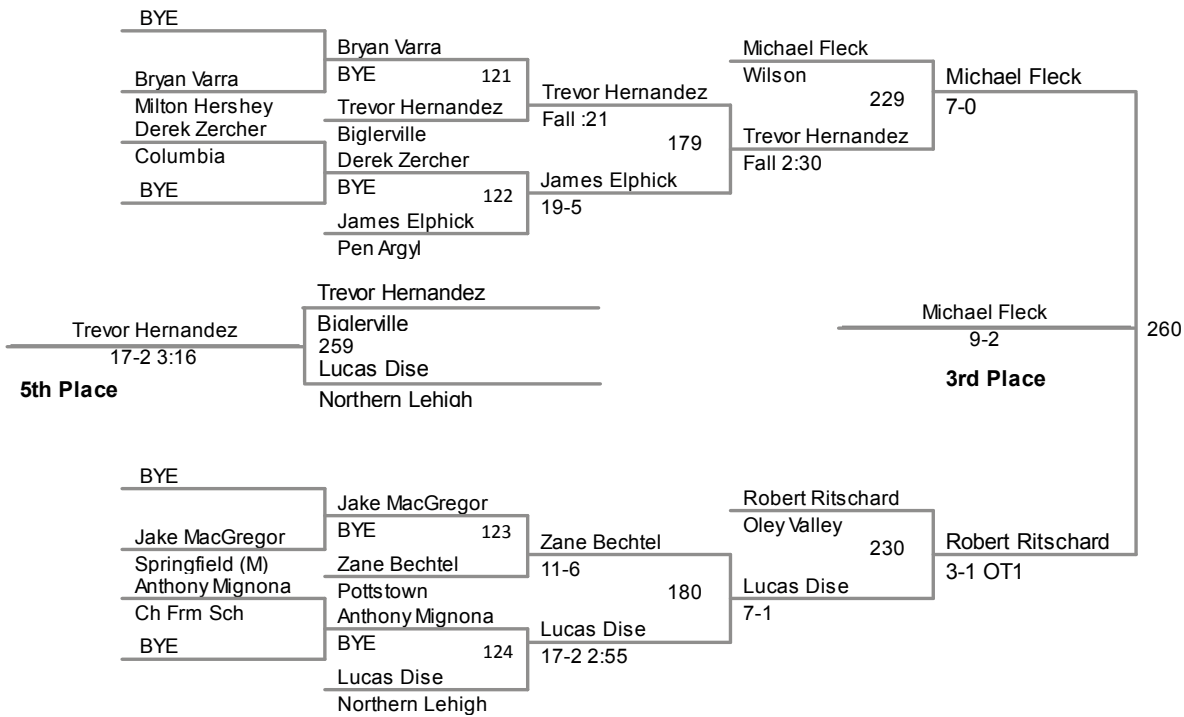 BYE
Bryan Varra
Milton Hershey
Derek Zercher
Columbia
BYE
Bryan Varra
BYE
121
Trevor Hernandez
Biglerville
Derek Zercher
BYE
122
James Elphick
Pen Argyl
Trevor Hernandez
Fall :21
179
James Elphick
19-5
Michael Fleck
Wilson
229
Trevor Hernandez
Fall 2:30
Michael Fleck
7-0
Trevor Hernandez
17-2 3:16
5th Place
Trevor Hernandez
Biglerville
259
Lucas Dise
Northern Lehigh
Michael Fleck
9-2
3rd Place
260
BYE
Jake MacGregor
Springfield (M)
Anthony Mignona
Ch Frm Sch
BYE
Jake MacGregor
BYE
123
Zane Bechtel
Pottstown
Anthony Mignona
BYE
124
Lucas Dise
Northern Lehigh
Zane Bechtel
11-6
180
Lucas Dise
17-2 2:55
Robert Ritschard
Oley Valley
230
Lucas Dise
7-1
Robert Ritschard
3-1 OT1